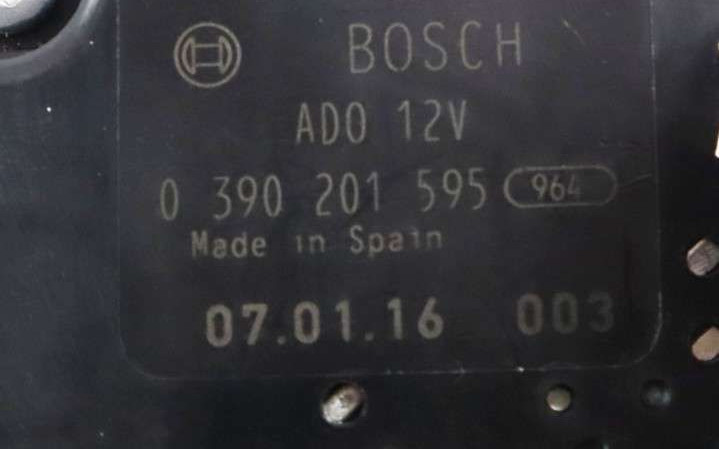 BOSCH
ADO 12V
0 390 201 595 964
Made in Spain
07.01.16 003